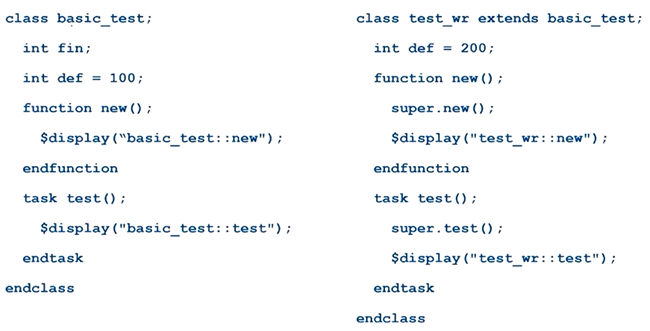 class basic_test;
int fin;
int def = 100;
function new();
$display(“basic_test::new");
endfunction
task test();
$display("basic_test::test");
endtask
endclass
class test_wr extends basic_test;
int def = 200;
function new();
super.new();
$display("test_wr::new");
endfunction
task test();
super.test();
$display("test_wr::test");
endtask
endclass